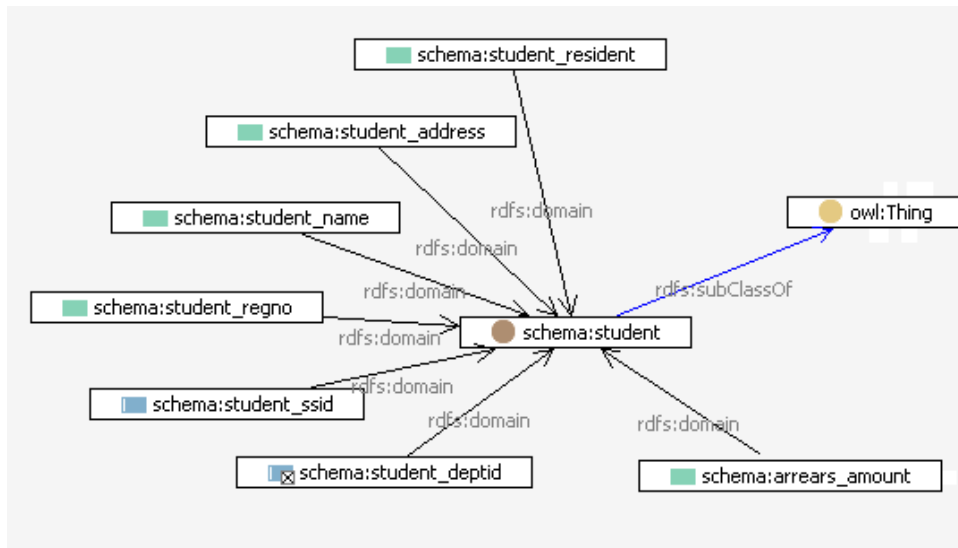 schema:student_resident
schema:student_address
rdfs:domain
owl:Thing
schema:student_name
rdfs:domain
rdfs:domain
rdfs:subClassOf
schema:student_regno
rdfs:domain
schema:student
rdfs:domain
schema:student_ssid
rdfs:domain
rdfs:domain
schema:student_deptid
schema:arrears_amount